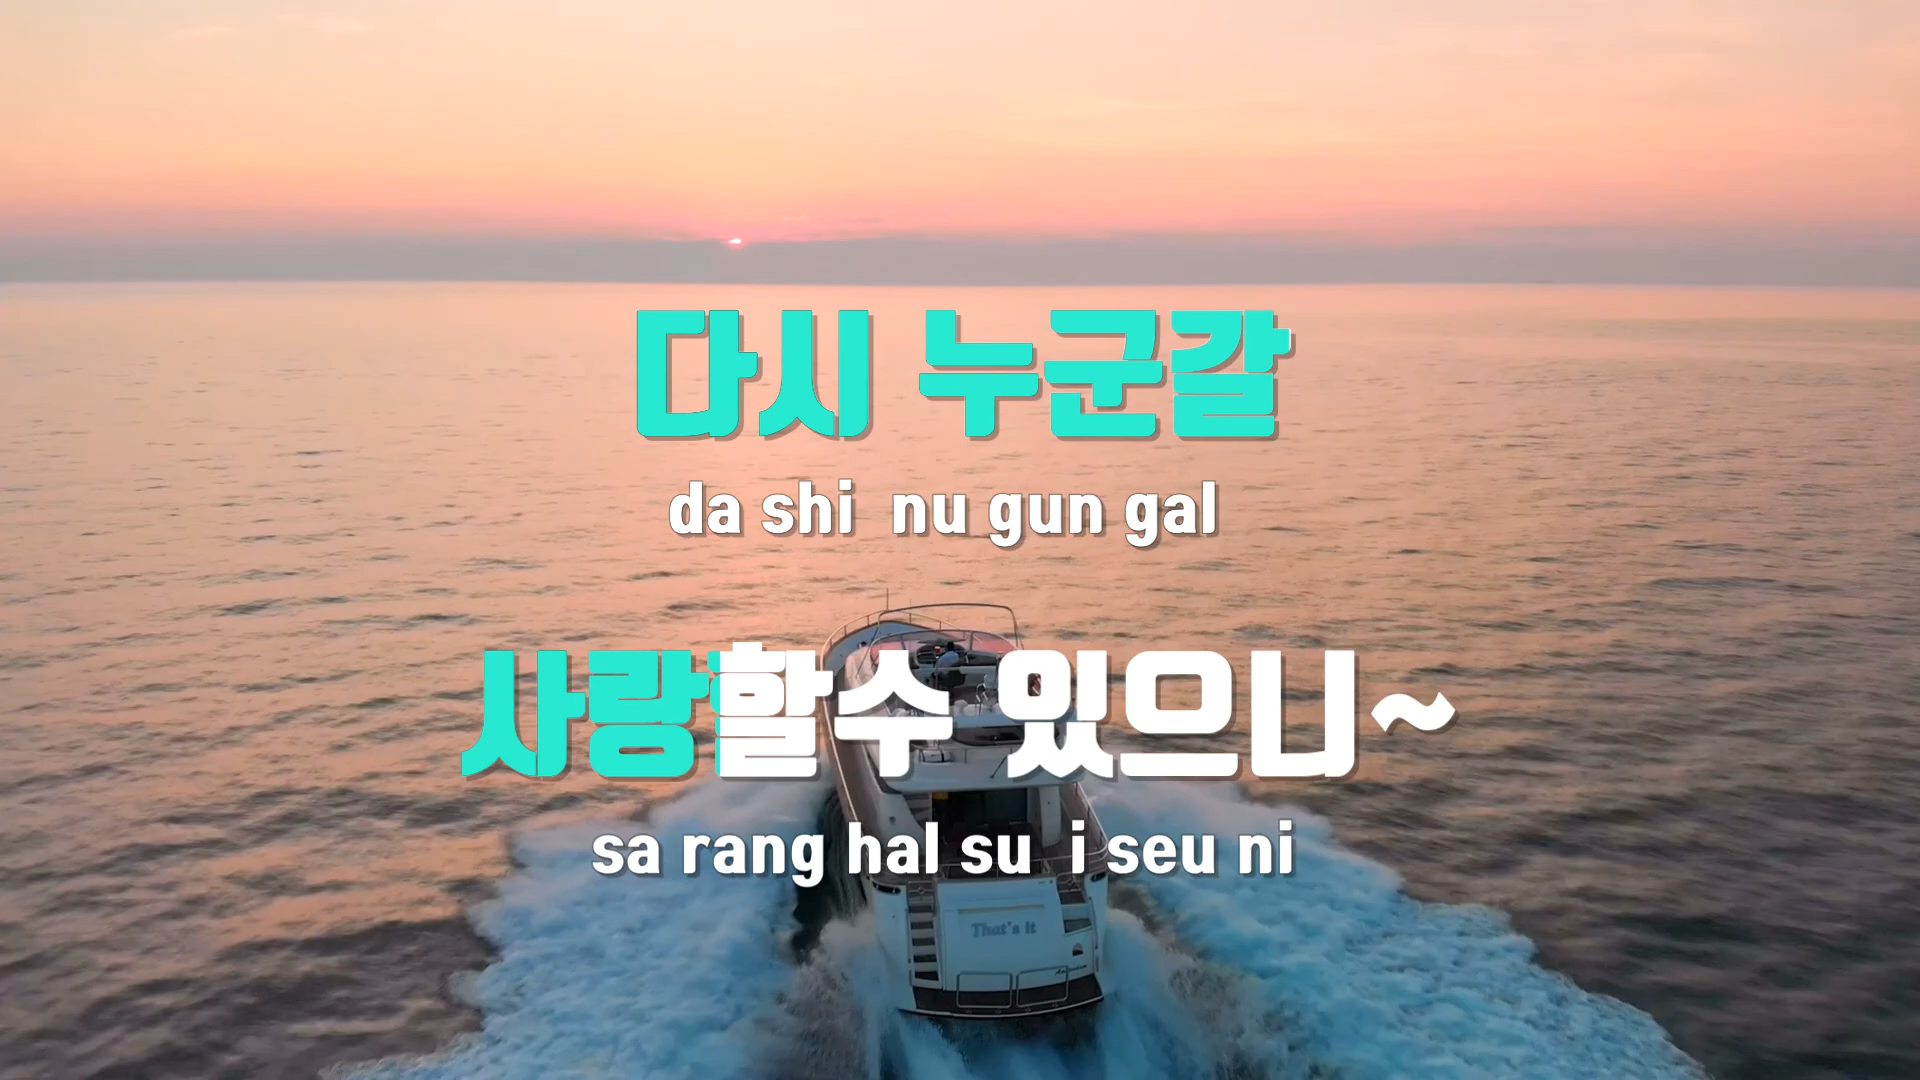 다시 누군갈
da shi nu gun gal
사랑할수 있으니~
sa rang hal su i seu ni
That's It